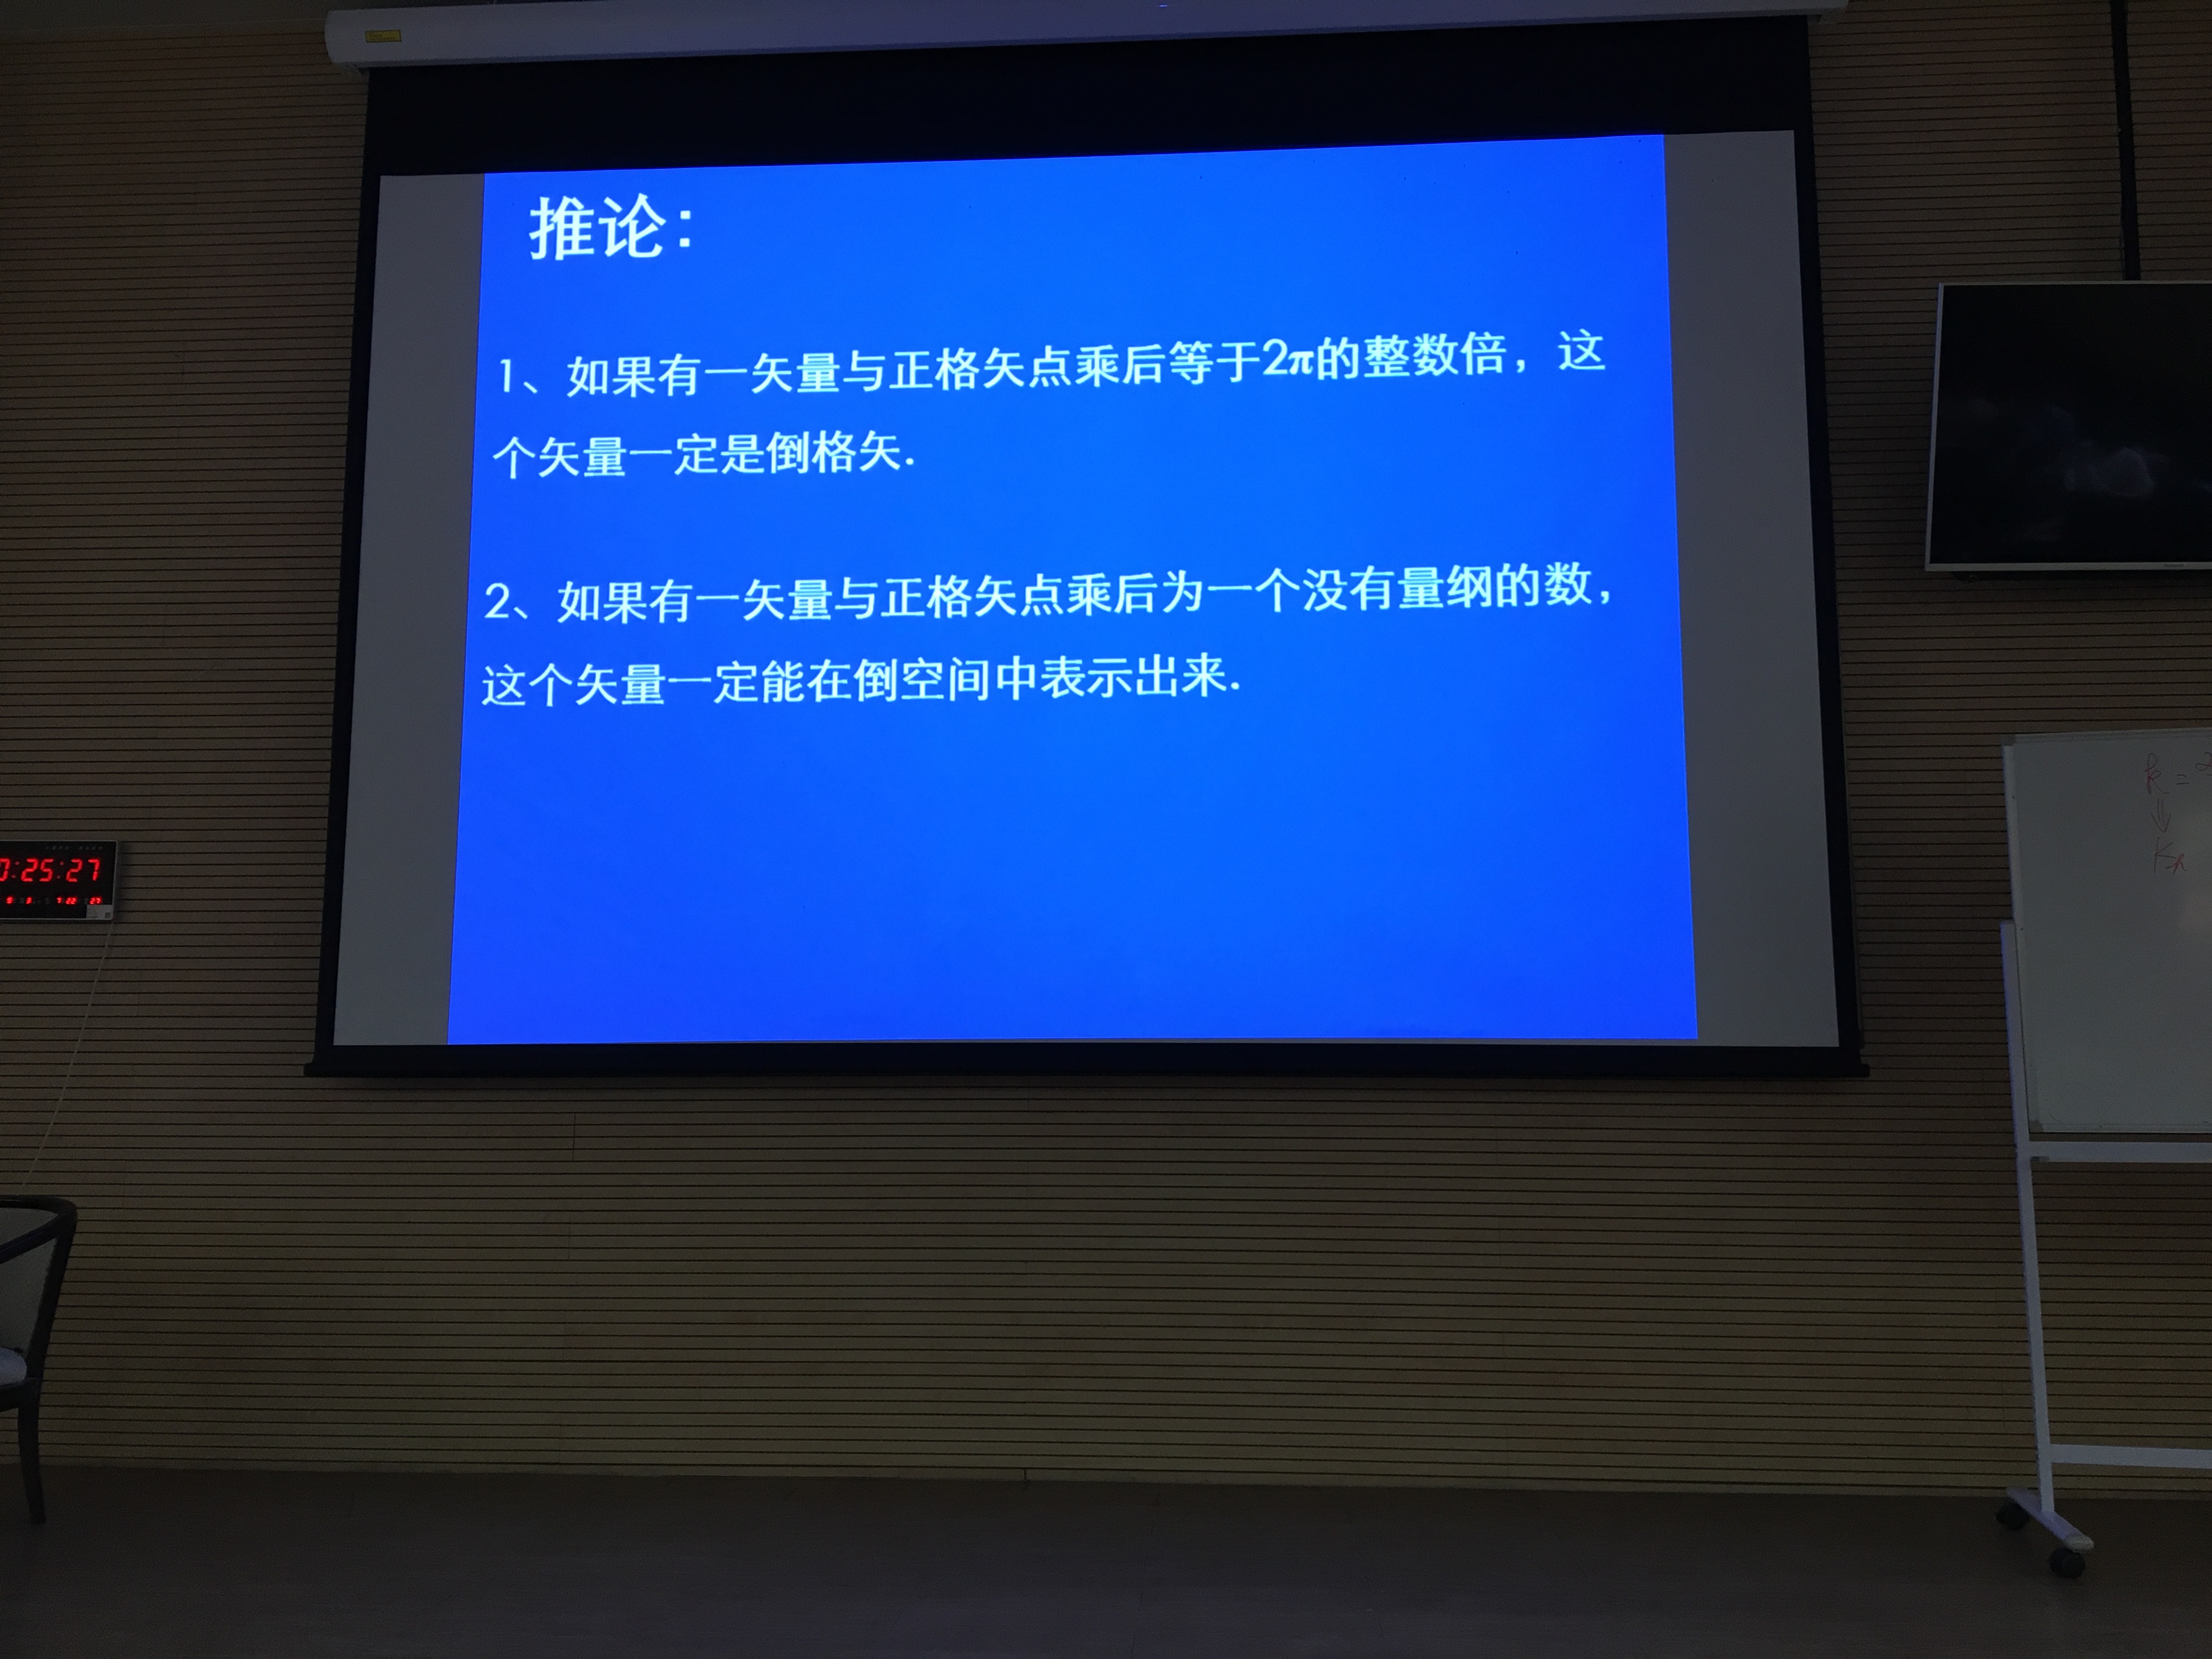 推论：
1、如果有一矢量与正格矢点乘后等于2π的整数倍，这
个矢量一定是倒格矢.
2、如果有一矢量与正格矢点乘后为一个没有量纲的数，
这个矢量一定能在倒空间中表示出来.
:25:27